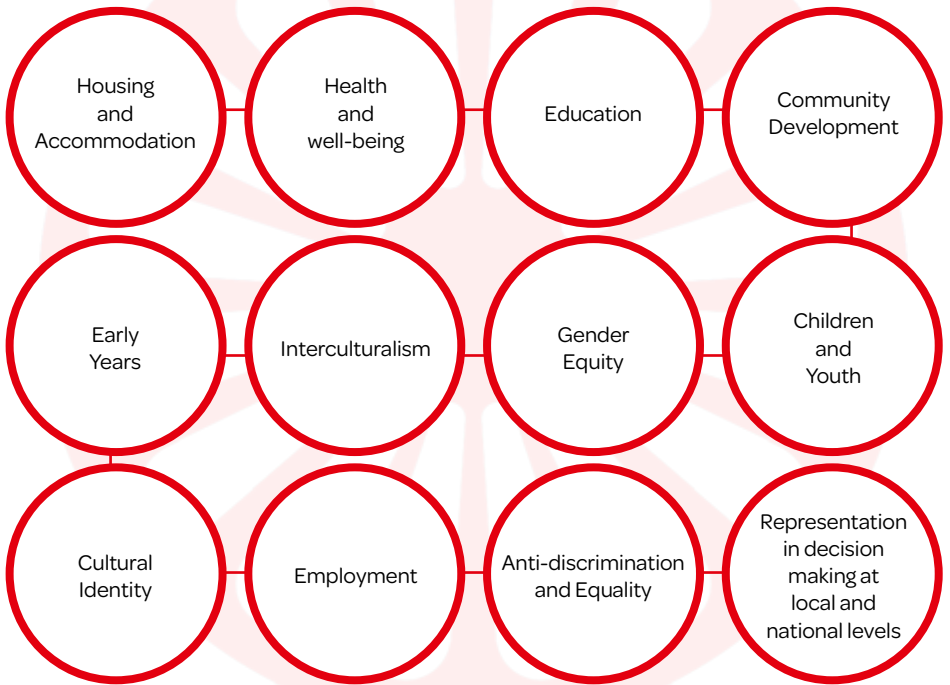 Housing
and
Accommodation
Health
and
well-being
Education
Community
Development
Early
Years
Interculturalism
Gender
Equity
Children
and
Youth
Cultural
Identity
Employment
Anti-discrimination
and Equality
Representation
in decision
making at
local and
national levels